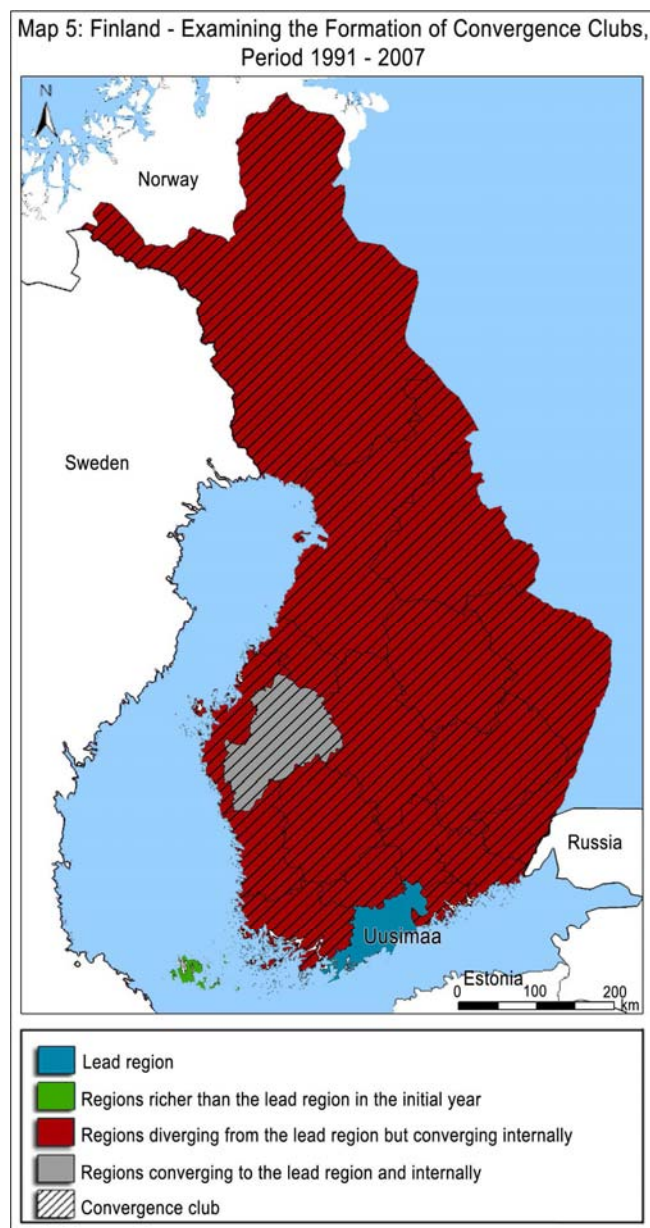 Map 5: Finland - Examining the Formation of Convergence Clubs,
Period 1991 - 2007
N
Norway
Sweden
Russia
Uusimaa
Estonia
0 100 200
km
Lead region
Regions richer than the lead region in the initial year
Regions diverging from the lead region but converging internally
Regions converging to the lead region and internally
Convergence club